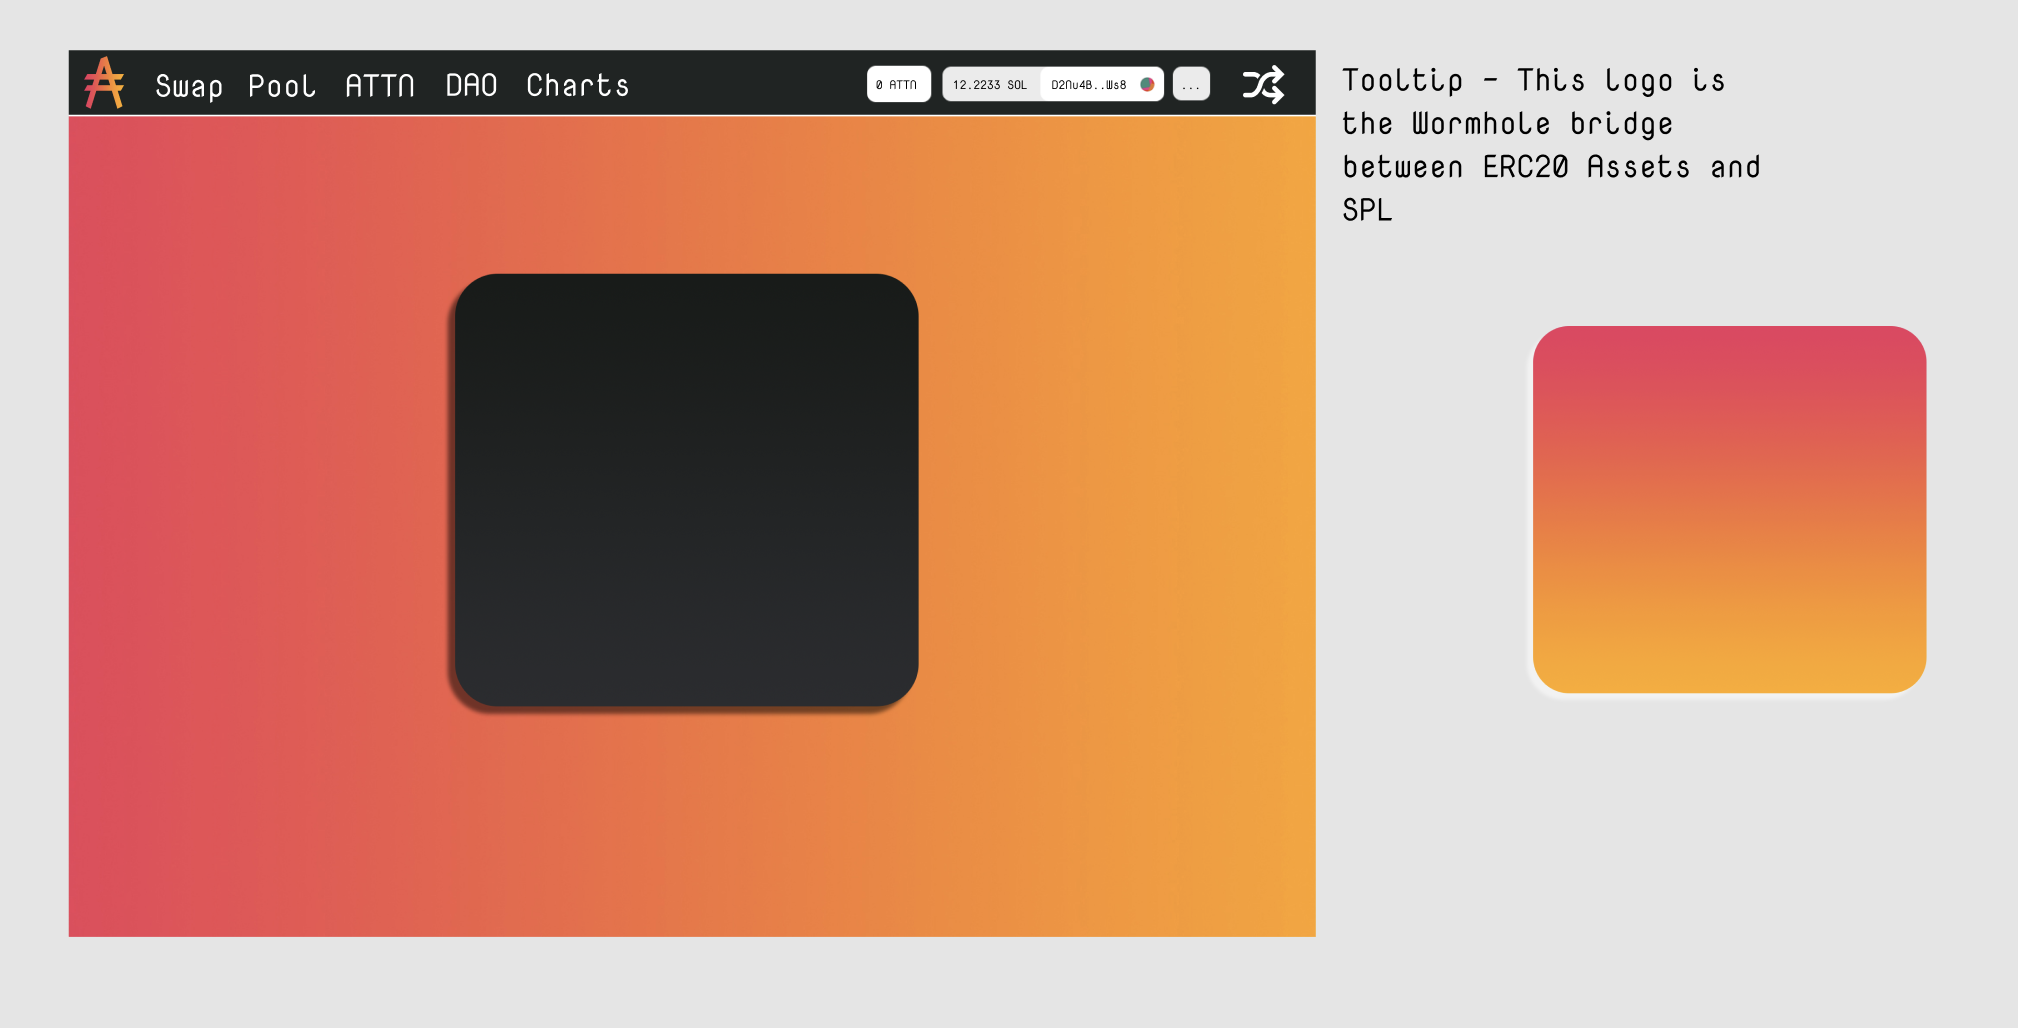 Swap Pool ATTN DAO Charts 0 ATTN 12.2233 SOL D2Nu4B..Ws8 ...
Tooltip - This logo is
the Wormhole bridge
between ERC20 Assets and
SPL